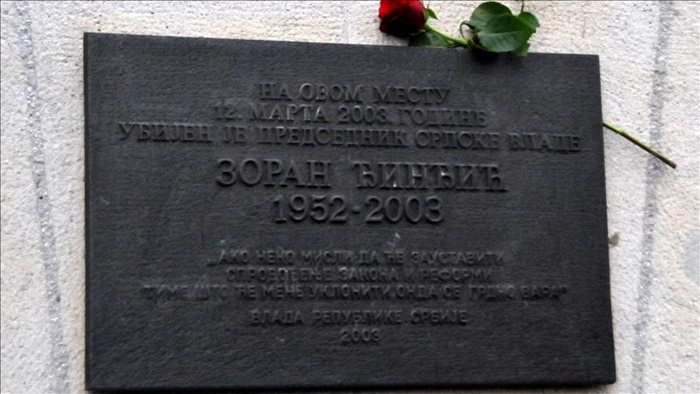 НА ОВОМ МЕСТУ
12. МАРТА 2003. ГОДИНЕ
УБИЈЕН ЈЕ ПРЕДСЕДНИК СРПСКЕ ВЛАДЕ
ЗОРАН ЂИНЂИЋ
1952-2003
„АКО НЕКО МИСЛИ ДА ЋЕ ЗАУСТАВИТИ
СПРОВОЂЕЊЕ ЗАКОНА И РЕФОРМИ
ТИМЕ ШТО ЋЕ МЕНЕ УКЛОНИТИ, ОНДА СЕ ГРДНО ВАРА"
ВЛАДА РЕПУБЛИКЕ СРБИЈЕ
2003